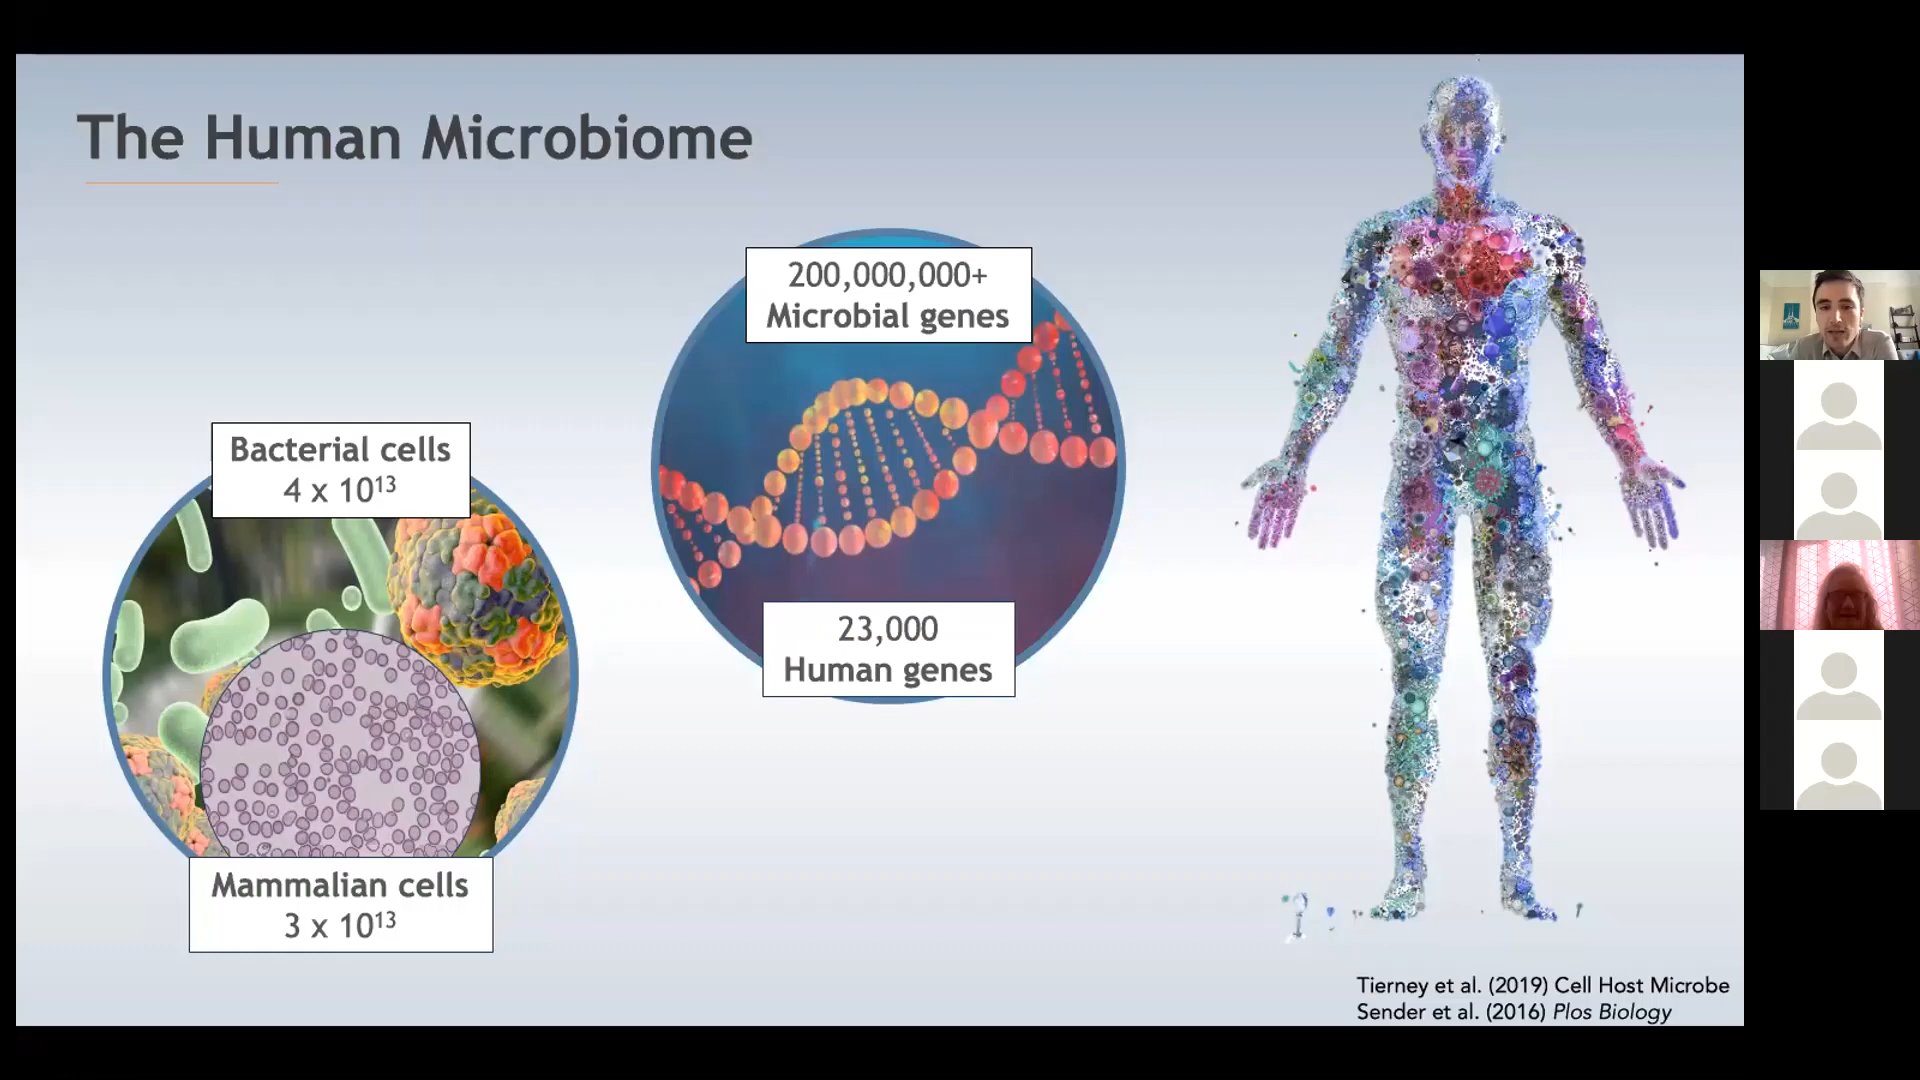 The Human Microbiome
200,000,000+
Microbial genes
Bacterial cells
4 x 10¹³
23,000
Human genes
Mammalian cells
3 x 10¹³
Tierney et al. (2019) Cell Host Microbe
Sender et al. (2016) Plos Biology